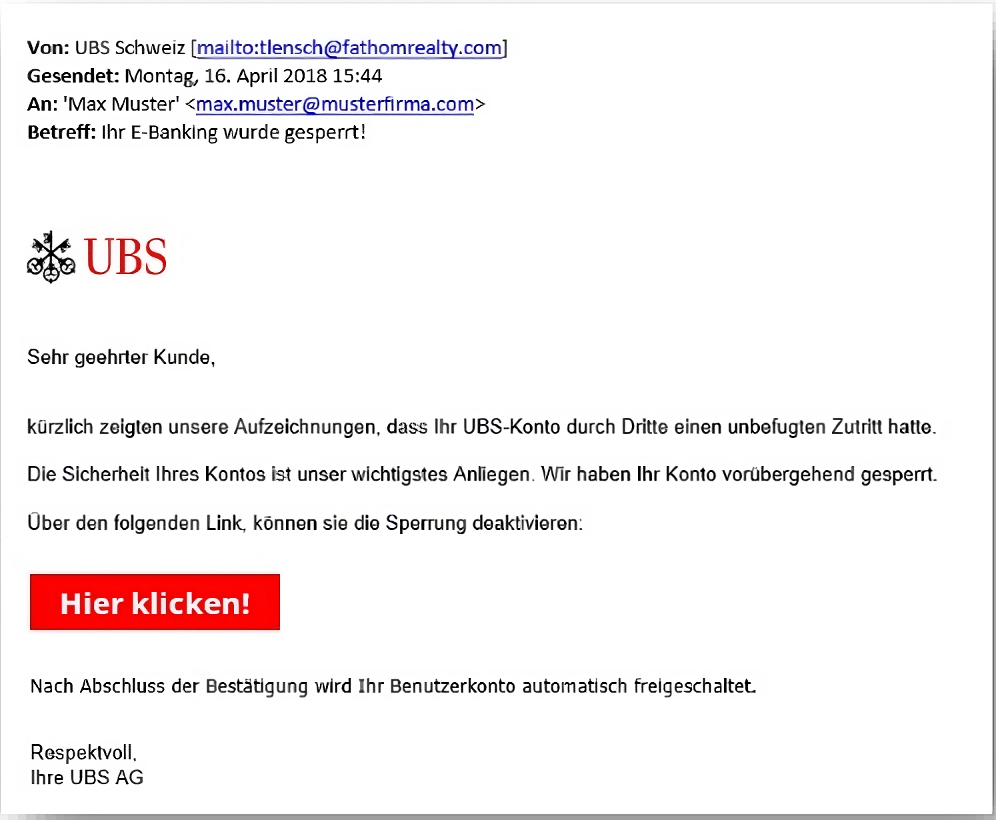 Von: UBS Schweiz [mailto:tlensch@fathomrealty.com]
Gesendet: Montag, 16. April 2018 15:44
An: 'Max Muster' <max.muster@musterfirma.com>
Betreff: Ihr E-Banking wurde gesperrt!
UBS
Sehr geehrter Kunde,
kürzlich zeigten unsere Aufzeichnungen, dass Ihr UBS-Konto durch Dritte einen unbefugten Zutritt hatte.
Die Sicherheit Ihres Kontos ist unser wichtigstes Anliegen. Wir haben Ihr Konto vorübergehend gesperrt.
Über den folgenden Link, können sie die Sperrung deaktivieren:
Hier klicken!
Nach Abschluss der Bestätigung wird Ihr Benutzerkonto automatisch freigeschaltet.
Respektvoll,
Ihre UBS AG